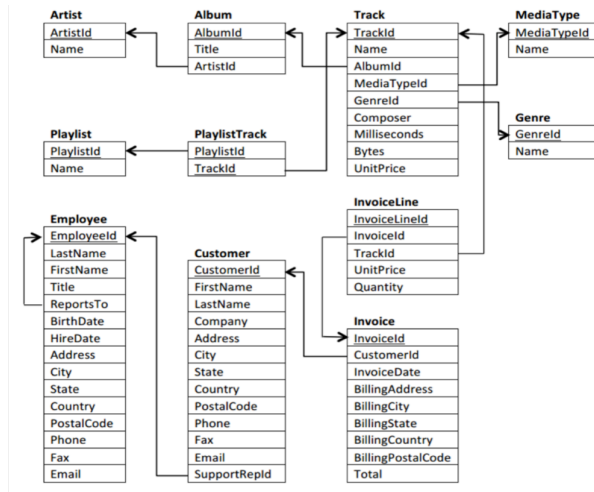 Artist
ArtistId
Name
Album
AlbumId
Title
ArtistId
Track
TrackId
Name
AlbumId
MediaTypeId
GenreId
Composer
Milliseconds
Bytes
UnitPrice
MediaType
MediaTypeId
Name
Genre
GenreId
Name
Playlist
PlaylistId
Name
PlaylistTrack
PlaylistId
TrackId
Employee
EmployeeId
LastName
FirstName
Title
ReportsTo
BirthDate
HireDate
Address
City
State
Country
PostalCode
Phone
Fax
Email
Customer
CustomerId
FirstName
LastName
Company
Address
City
State
Country
PostalCode
Phone
Fax
Email
SupportRepId
InvoiceLine
InvoiceLineId
InvoiceId
TrackId
UnitPrice
Quantity
Invoice
InvoiceId
CustomerId
InvoiceDate
BillingAddress
BillingCity
BillingState
BillingCountry
BillingPostalCode
Total